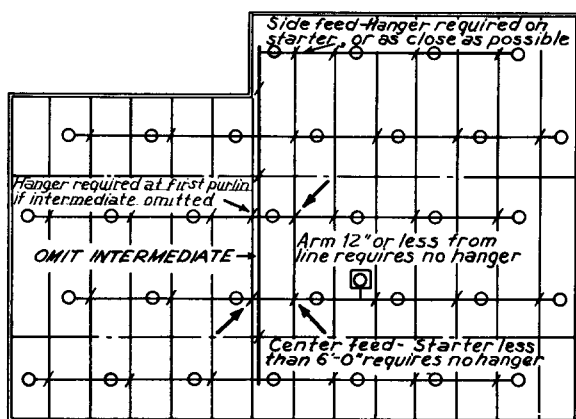 Side feed-Hanger required on
starter, or as close as possible
Hanger required at first purlin
if intermediate omitted
OMIT INTERMEDIATE
Arm 12" or less from
line requires no hanger
Center feed- Starter less
than 6'-0" requires no hanger